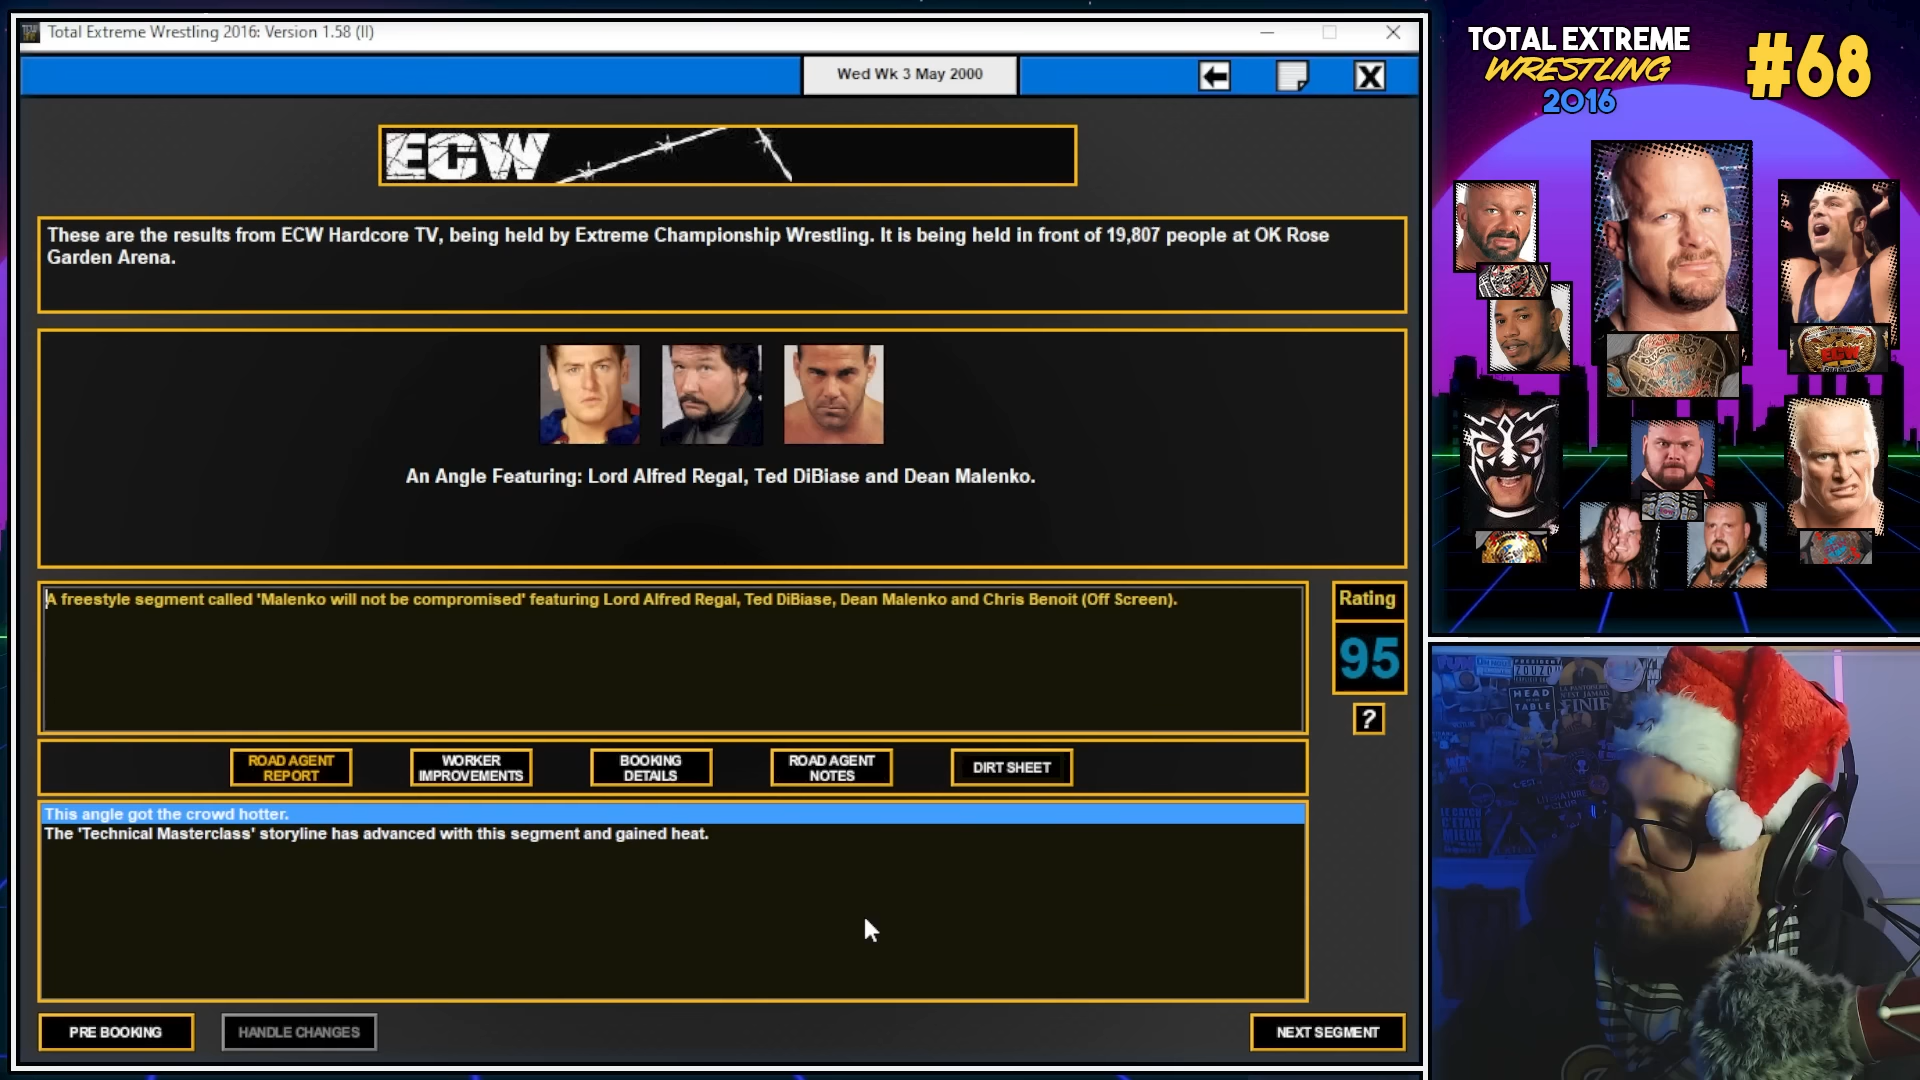 Total Extreme Wrestling 2016: Version 1.58 (II)
Wed Wk 3 May 2000
TOTAL EXTREME
WRESTLING
2016
#68
ECW
These are the results from ECW Hardcore TV, being held by Extreme Championship Wrestling. It is being held in front of 19,807 people at OK Rose
Garden Arena.
An Angle Featuring: Lord Alfred Regal, Ted DiBiase and Dean Malenko.
A freestyle segment called 'Malenko will not be compromised' featuring Lord Alfred Regal, Ted DiBiase, Dean Malenko and Chris Benoit (Off Screen).
Rating
95
?
ROAD AGENT
REPORT
WORKER
IMPROVEMENTS
BOOKING
DETAILS
ROAD AGENT
NOTES
DIRT SHEET
This angle got the crowd hotter.
The 'Technical Masterclass' storyline has advanced with this segment and gained heat.
PRE BOOKING
HANDLE CHANGES
NEXT SEGMENT
HEAD
OF THE
TABLE